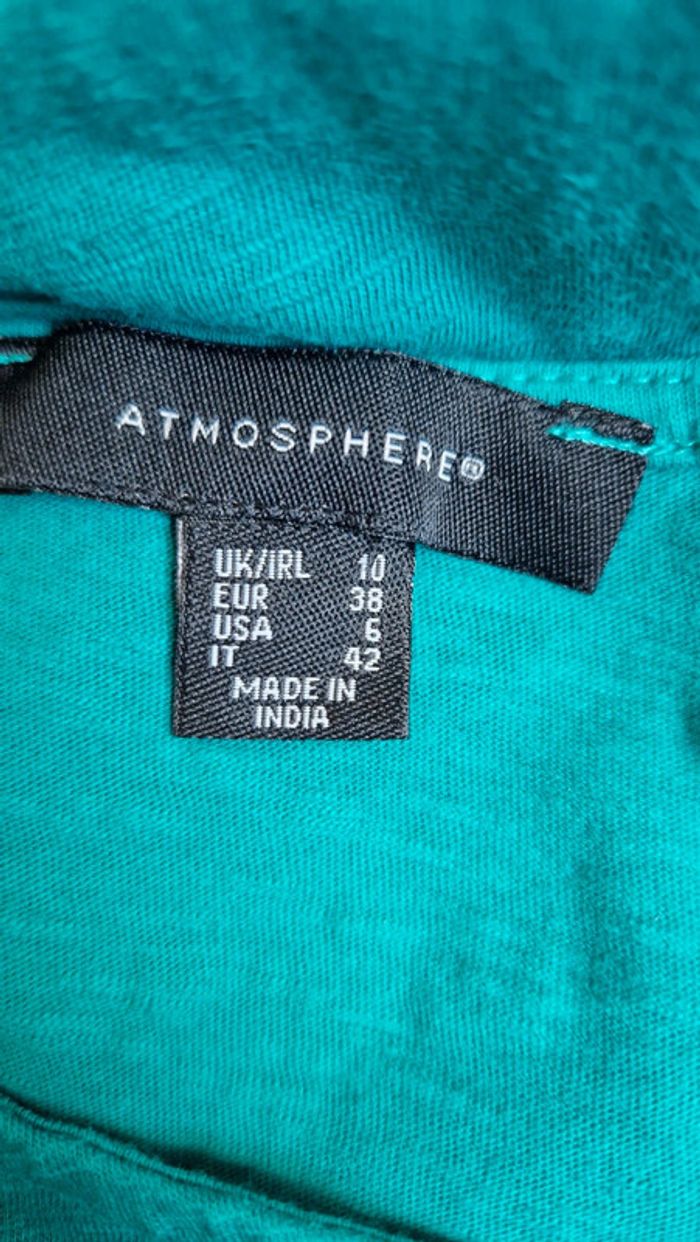 ATMOSPHERE®
UK/IRL 10
EUR 38
USA 6
IT 42
MADE IN
INDIA